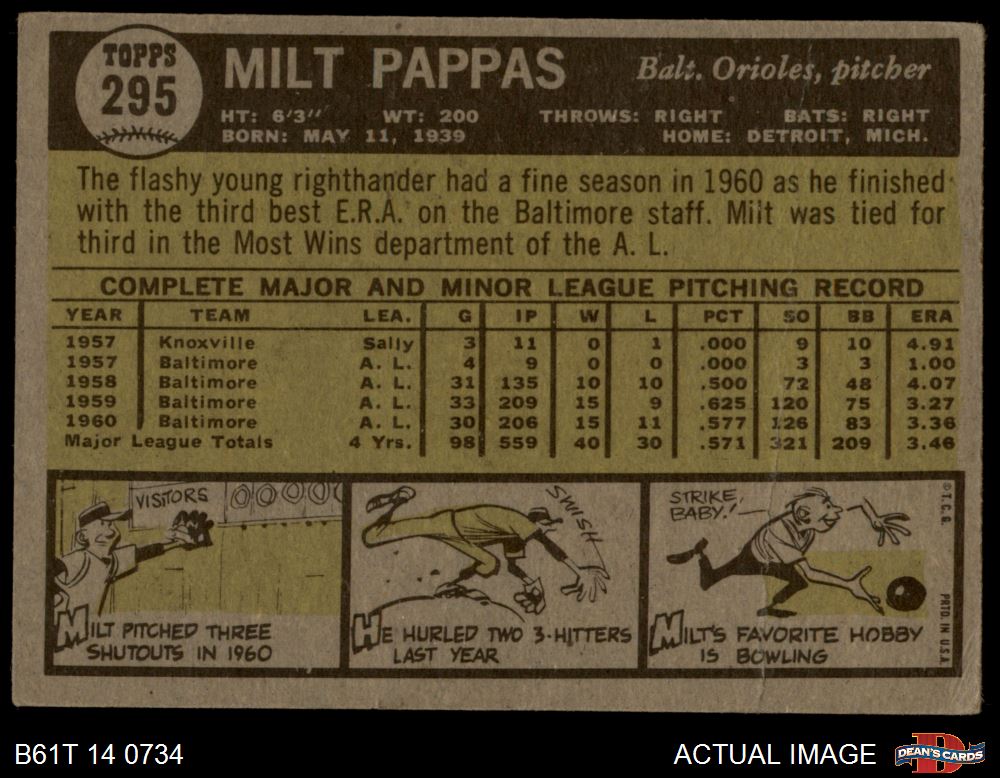 TOPPS
295
MILT PAPPAS
Balt. Orioles, pitcher
HT: 6'3" WT: 200 THROWS: RIGHT BATS: RIGHT
BORN: MAY 11, 1939 HOME: DETROIT, MICH.
The flashy young righthander had a fine season in 1960 as he finished
with the third best E.R.A. on the Baltimore staff. Milt was tied for
third in the Most Wins department of the A. L.
COMPLETE MAJOR AND MINOR LEAGUE PITCHING RECORD
YEAR TEAM LEA. G IP W L PCT SO BB ERA
1957 Knoxville Sally 3 11 0 1 .000 9 10 4.91
1957 Baltimore A. L. 4 9 0 0 .000 3 3 1.00
1958 Baltimore A. L. 31 135 10 10 .500 72 48 4.07
1959 Baltimore A. L. 33 209 15 9 .625 120 75 3.27
1960 Baltimore A. L. 30 206 15 11 .577 126 83 3.36
Major League Totals 4 Yrs. 98 559 40 30 .571 321 209 3.46
VISITORS 0000
MILT PITCHED THREE
SHUTOUTS IN 1960
SWISH
HE HURLED TWO 3-HITTERS
LAST YEAR
STRIKE,
BABY!
MILT'S FAVORITE HOBBY
IS BOWLING
© T.C.G.
PRTD. IN U.S.A.
B61T 14 0734
ACTUAL IMAGE
DEAN'S CARDS